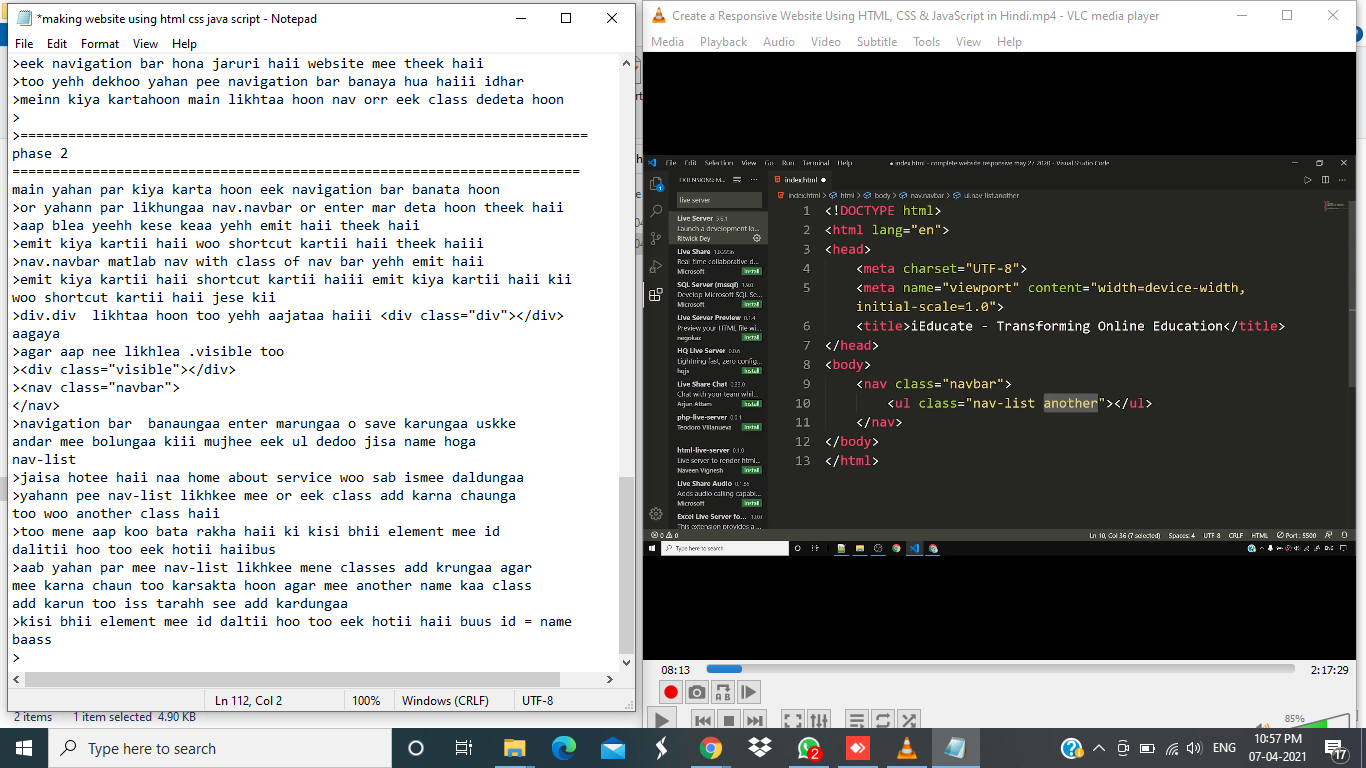 *making website using html css java script - Notepad
File Edit Format View Help
>eek navigation bar hona jaruri haii website mee theek haii
>too yehh dekhoo yahan pee navigation bar banaya hua haiii idhar
>meinn kiya kartahoon main likhtaa hoon nav orr eek class dedeta hoon
>
>=======================================================================
phase 2
=======================================================================
main yahan par kiya karta hoon eek navigation bar banata hoon
>or yahann par likhungaa nav.navbar or enter mar deta hoon theek haii
>aap blea yeehh kese keaa yehh emit haii theek haii
>emit kiya kartii haii woo shortcut kartii haii theek haiii
>nav.navbar matlab nav with class of nav bar yehh emit haii
>emit kiya kartii haii shortcut kartii haiii emit kiya kartii haii kii
woo shortcut kartii haii jese kii
>div.div  likhtaa hoon too yehh aajataa haiii <div class="div"></div>
aagaya
>agar aap nee likhlea .visible too
><div class="visible"></div>
><nav class="navbar">
</nav>
>navigation bar  banaungaa enter marungaa o save karungaa uskke
andar mee bolungaa kiii mujhee eek ul dedoo jisa name hoga
nav-list
>jaisa hotee haii naa home about service woo sab ismee daldungaa
>yahann pee nav-list likhkee mee or eek class add karna chaunga
too woo another class haii
>too mene aap koo bata rakha haii ki kisi bhii element mee id
dalitii hoo too eek hotii haiibus
>aab yahan par mee nav-list likhkee mene classes add krungaa agar
mee karna chaun too karsakta hoon agar mee another name kaa class
add karun too iss tarahh see add kardungaa
>kisi bhii element mee id daltii hoo too eek hotii haii buus id = name
baass
>
Ln 112, Col 2 100% Windows (CRLF) UTF-8
2 items 1 item selected 4.90 KB
Create a Responsive Website Using HTML, CSS & JavaScript in Hindi.mp4 - VLC media player
Media Playback Audio Video Subtitle Tools View Help
File Edit Selection View Go Run Terminal Help
● index.html - complete website responsive may 27 2020 - Visual Studio Code
EXTENSIONS: M... ···
live server
Live Server 5.6.1
Launch a development lo...
Ritwick Dey
Live Share
Real-time collaborative d...
Microsoft Install
SQL Server (mssql) 1.9.0
Develop Microsoft SQL Se...
Microsoft Install
Live Server Preview 0.1.4
Preview your HTML file wi...
negokaz Install
HQ Live Server
Lightning fast, zero config...
hqjs Install
Live Share Chat 0.33.0
Chat with your team whil...
Arjun Attam Install
php-live-server 0.0.1
Teodoro Villanueva Install
html-live-server 0.1.0
Live server to render html...
Naveen Vignesh Install
Live Share Audio
Adds audio calling capabi...
Microsoft Install
Excel Live Server fo...
This extension provides a
index.html ●
index.html > html > body > nav.navbar > ul.nav-list.another
1 <!DOCTYPE html>
2 <html lang="en">
3 <head>
4 <meta charset="UTF-8">
5 <meta name="viewport" content="width=device-width,
initial-scale=1.0">
6 <title>iEducate - Transforming Online Education</title>
7 </head>
8 <body>
9 <nav class="navbar">
10 <ul class="nav-list another"></ul>
11 </nav>
12 </body>
13 </html>
0 0 Ln 10, Col 36 (7 selected) Spaces: 4 UTF-8 CRLF HTML Port : 5500
Type here to search
08:13 2:17:29
85%
Type here to search
2
ENG
10:57 PM
07-04-2021
17